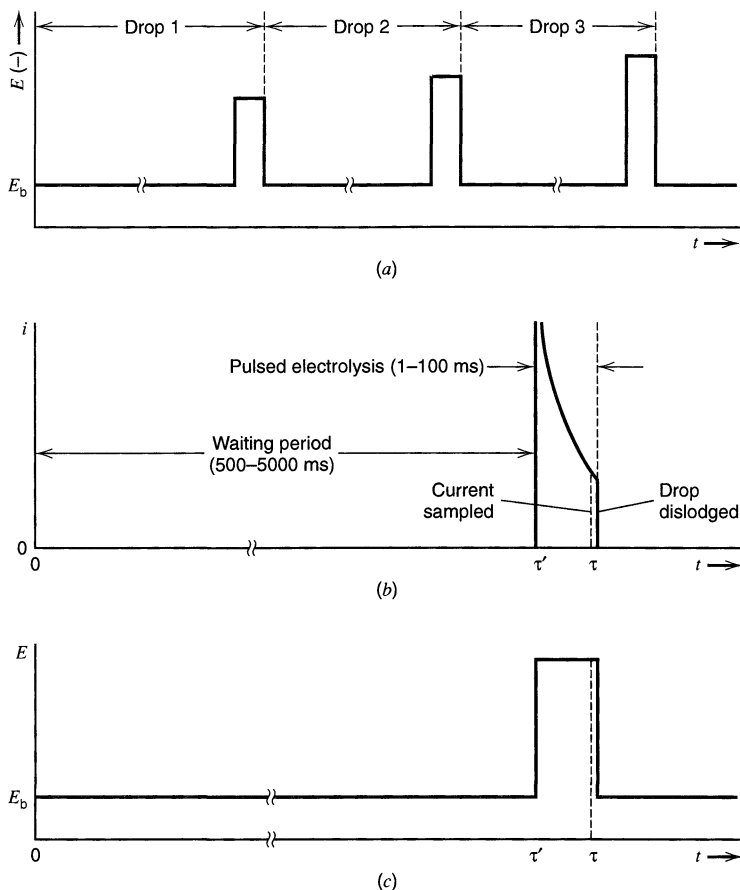 Drop 1
Drop 2
Drop 3
E (−)
E_b
t
(a)
i
Pulsed electrolysis (1–100 ms)
Waiting period
(500–5000 ms)
Current
sampled
Drop
dislodged
0
0
τ′
τ
t
(b)
E
E_b
0
τ′
τ
t
(c)